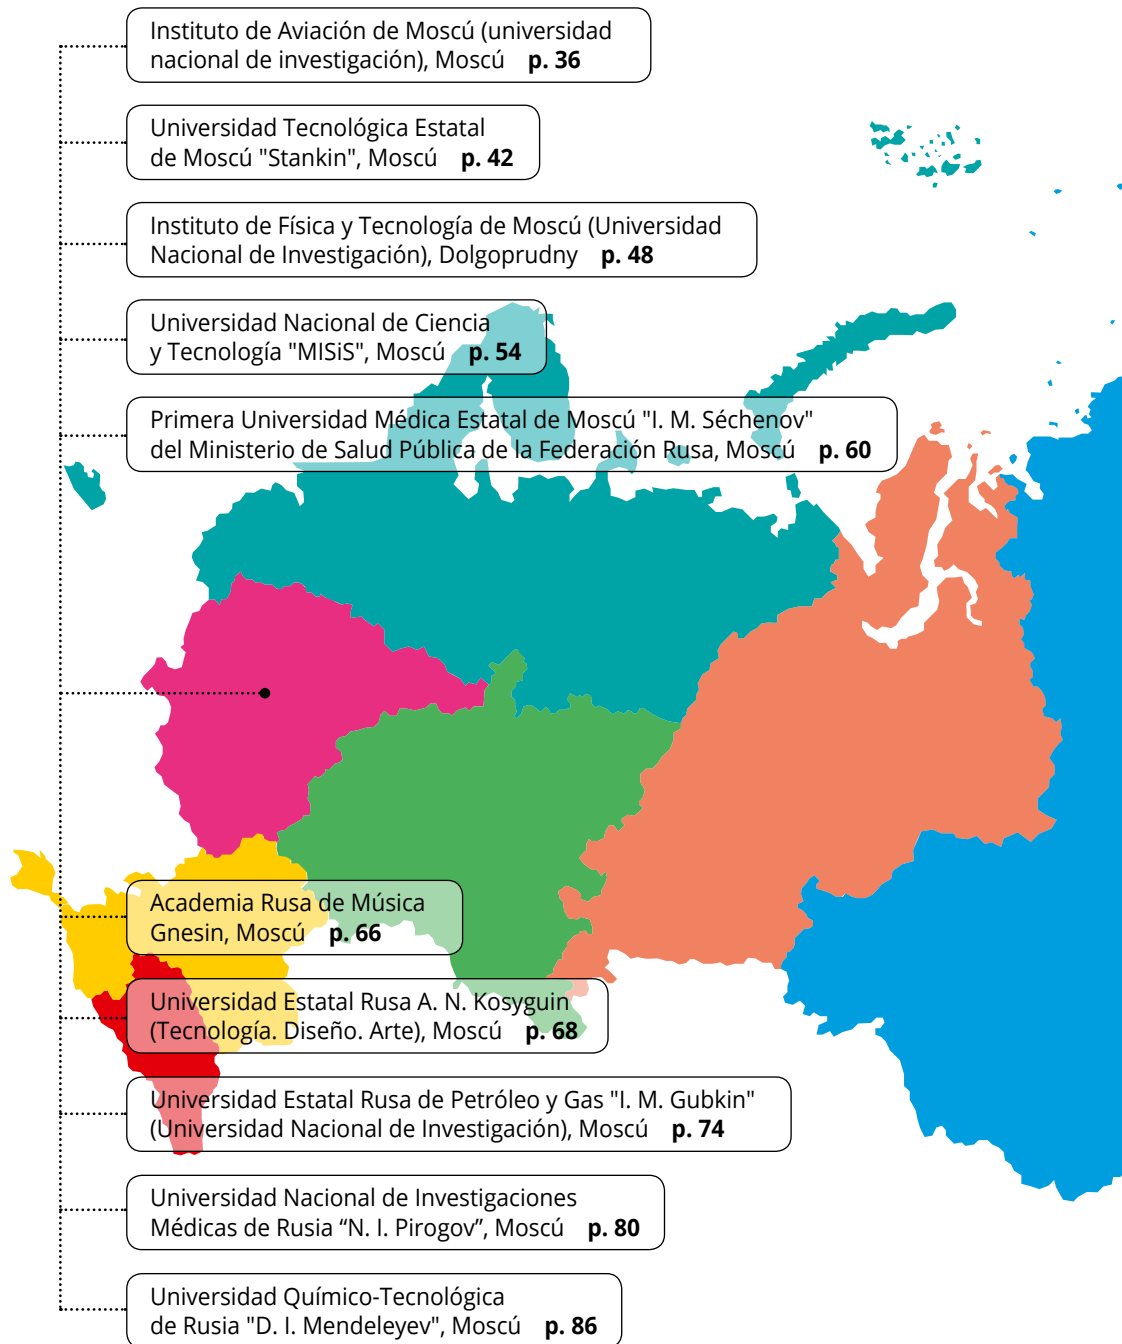 Instituto de Aviación de Moscú (universidad
nacional de investigación), Moscú p. 36
Universidad Tecnológica Estatal
de Moscú "Stankin", Moscú p. 42
Instituto de Física y Tecnología de Moscú (Universidad
Nacional de Investigación), Dolgoprudny p. 48
Universidad Nacional de Ciencia
y Tecnología "MISiS", Moscú p. 54
Primera Universidad Médica Estatal de Moscú "I. M. Séchenov"
del Ministerio de Salud Pública de la Federación Rusa, Moscú p. 60
Academia Rusa de Música
Gnesin, Moscú p. 66
Universidad Estatal Rusa A. N. Kosyguin
(Tecnología. Diseño. Arte), Moscú p. 68
Universidad Estatal Rusa de Petróleo y Gas "I. M. Gubkin"
(Universidad Nacional de Investigación), Moscú p. 74
Universidad Nacional de Investigaciones
Médicas de Rusia “N. I. Pirogov”, Moscú p. 80
Universidad Químico-Tecnológica
de Rusia "D. I. Mendeleyev", Moscú p. 86